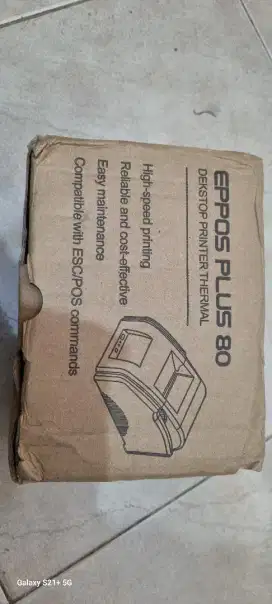 EPPOS PLUS 80
DEKSTOP PRINTER THERMAL
High-speed printing
Reliable and cost-effective
Easy maintenance
Compatible with ESC/POS commands
Galaxy S21+ 5G